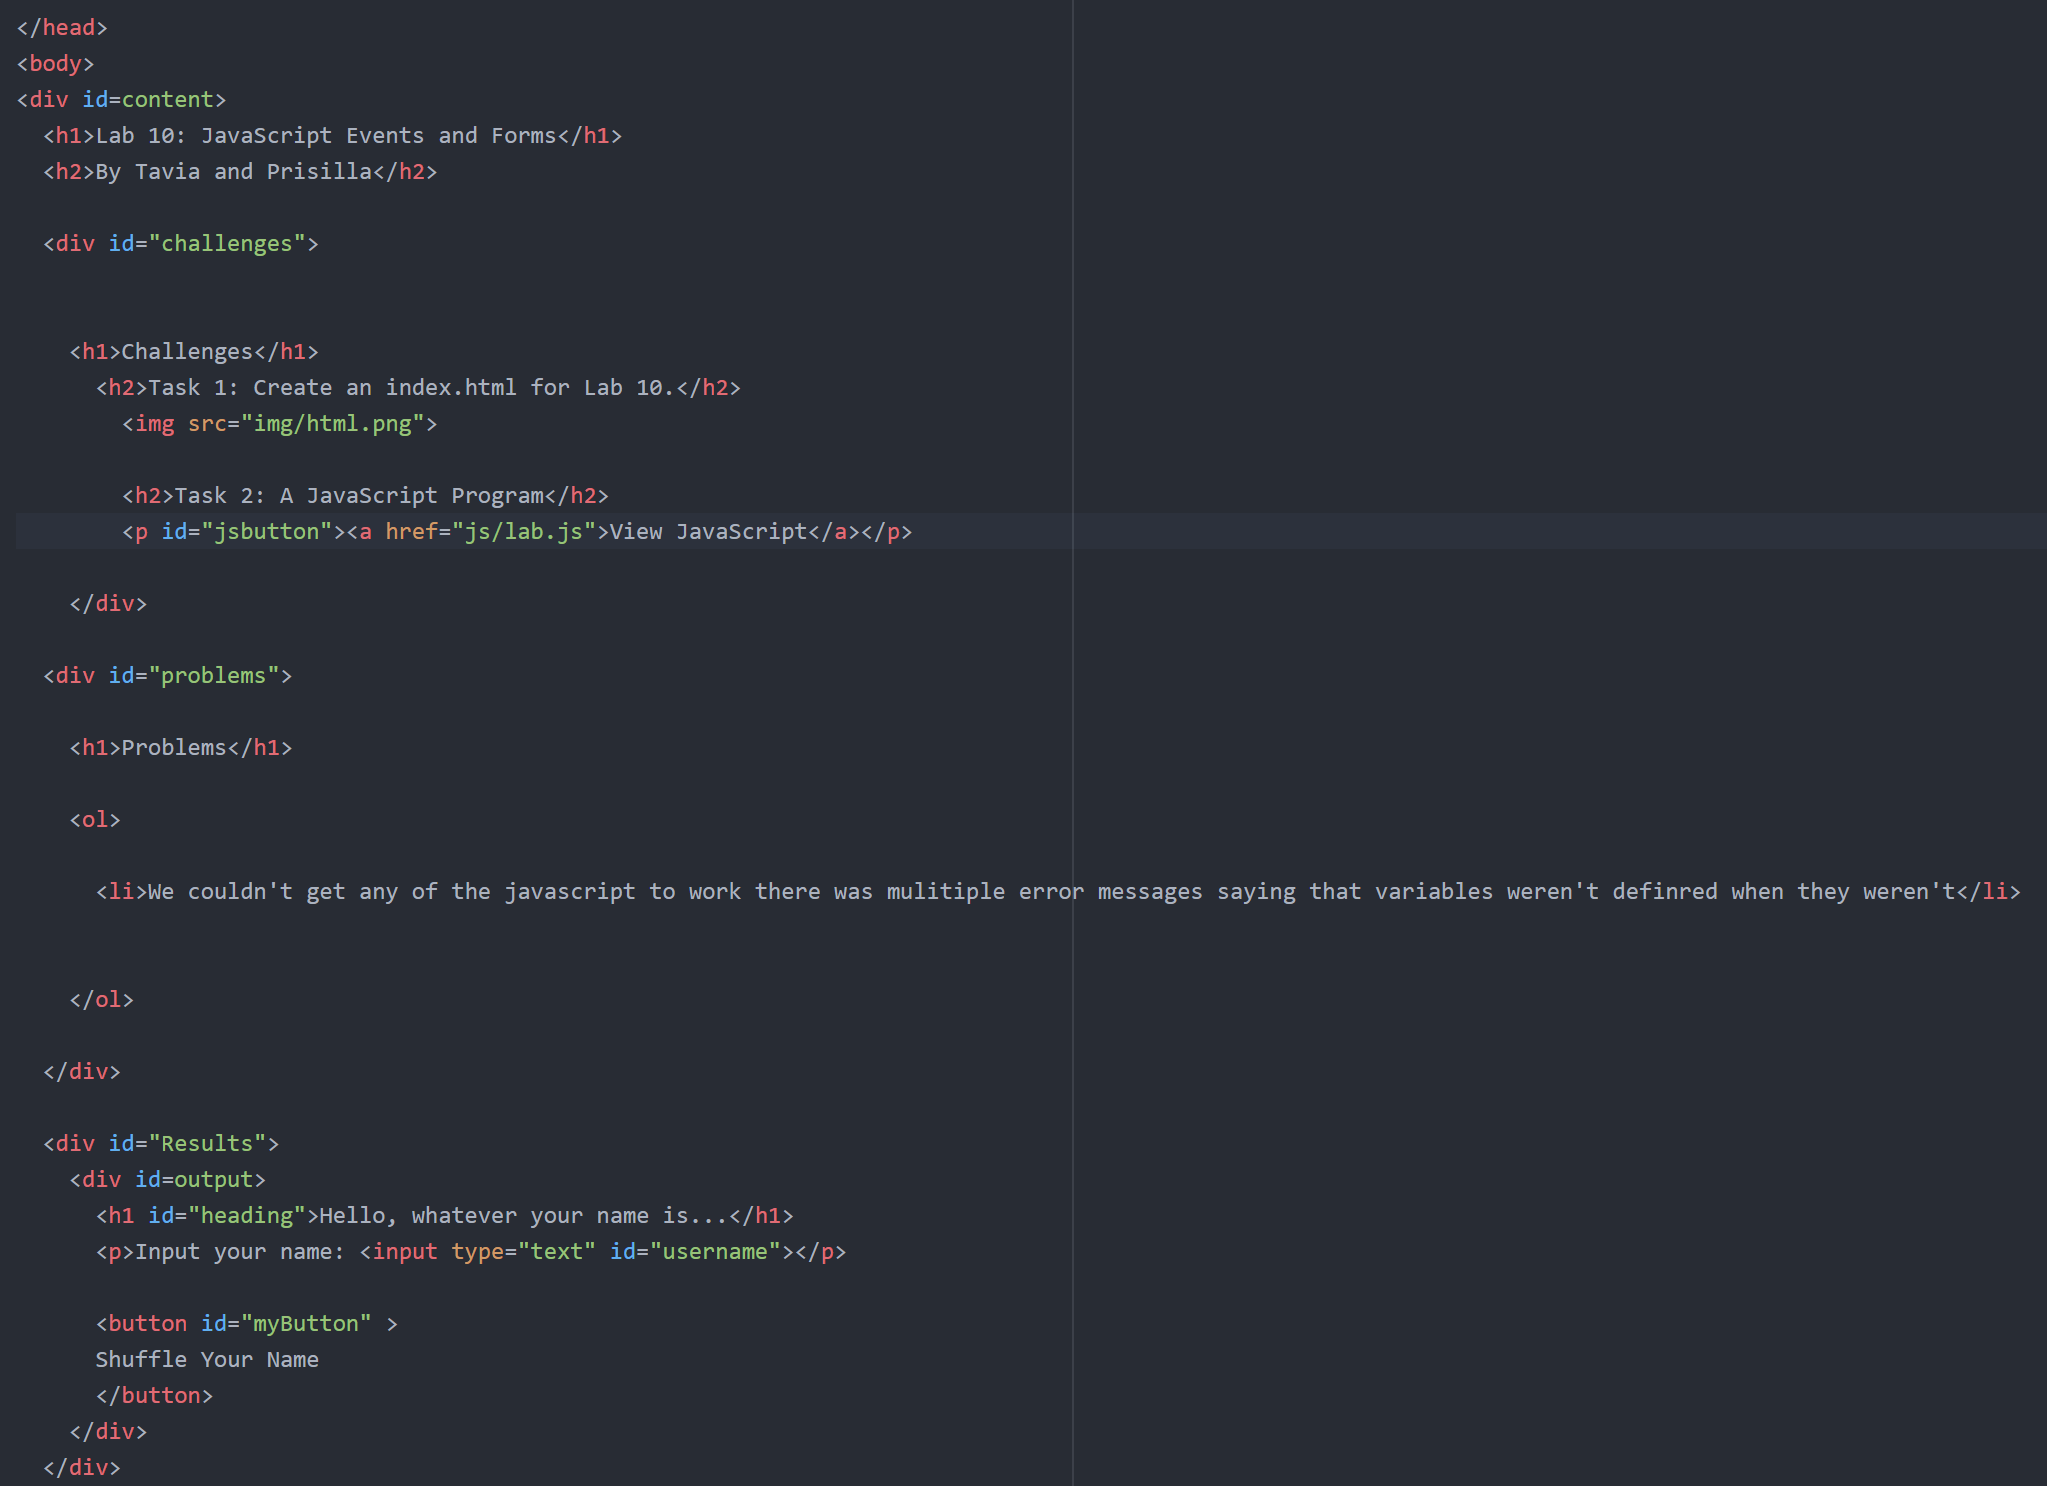 </head>
<body>
<div id=content>
<h1>Lab 10: JavaScript Events and Forms</h1>
<h2>By Tavia and Prisilla</h2>
<div id="challenges">
<h1>Challenges</h1>
<h2>Task 1: Create an index.html for Lab 10.</h2>
<img src="img/html.png">
<h2>Task 2: A JavaScript Program</h2>
<p id="jsbutton"><a href="js/lab.js">View JavaScript</a></p>
</div>
<div id="problems">
<h1>Problems</h1>
<ol>
<li>We couldn't get any of the javascript to work there was mulitiple error messages saying that variables weren't definred when they weren't</li>
</ol>
</div>
<div id="Results">
<div id=output>
<h1 id="heading">Hello, whatever your name is...</h1>
<p>Input your name: <input type="text" id="username"></p>
<button id="myButton" >
Shuffle Your Name
</button>
</div>
</div>